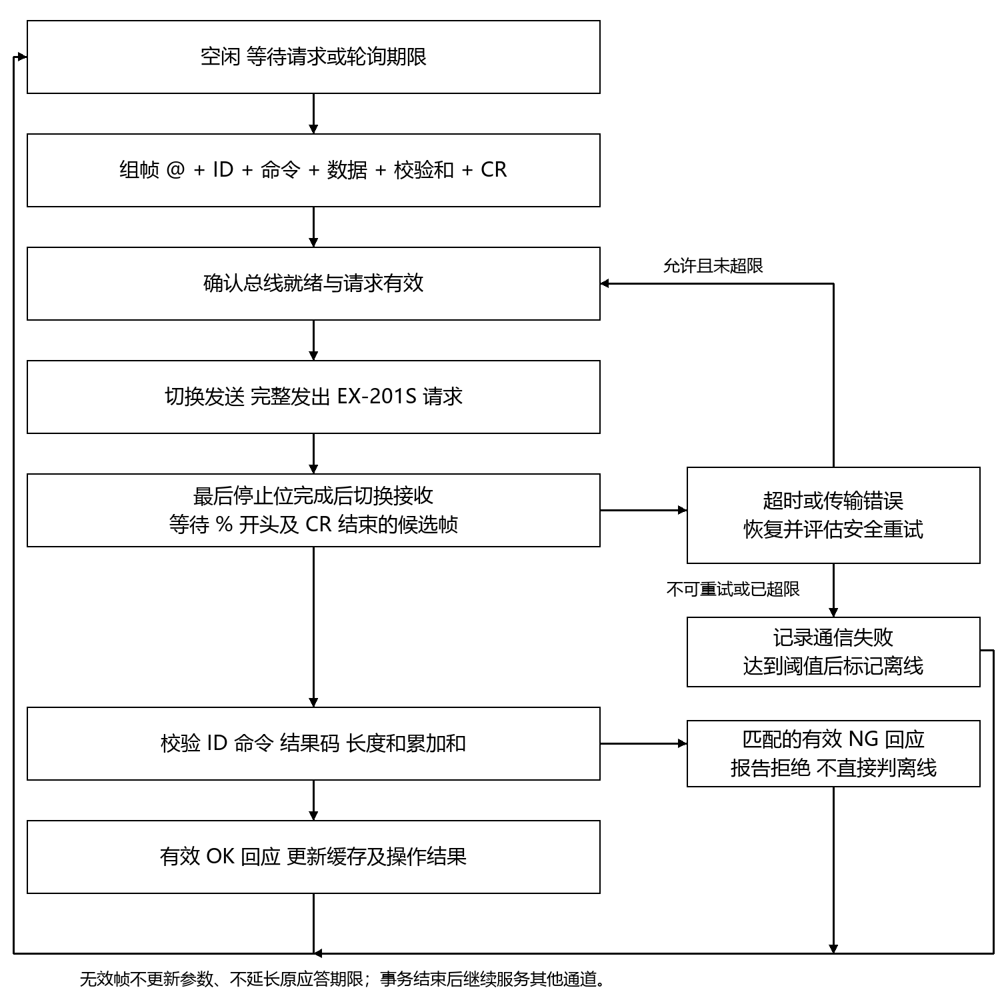 空闲 等待请求或轮询期限
组帧 @ + ID + 命令 + 数据 + 校验和 + CR
确认总线就绪与请求有效
允许且未超限
切换发送 完整发出 EX-201S 请求
最后停止位完成后切换接收
等待 % 开头及 CR 结束的候选帧
超时或传输错误
恢复并评估安全重试
不可重试或已超限
记录通信失败
达到阈值后标记离线
校验 ID 命令 结果码 长度和累加和
匹配的有效 NG 回应
报告拒绝 不直接判离线
有效 OK 回应 更新缓存及操作结果
无效帧不更新参数、不延长原应答期限；事务结束后继续服务其他通道。